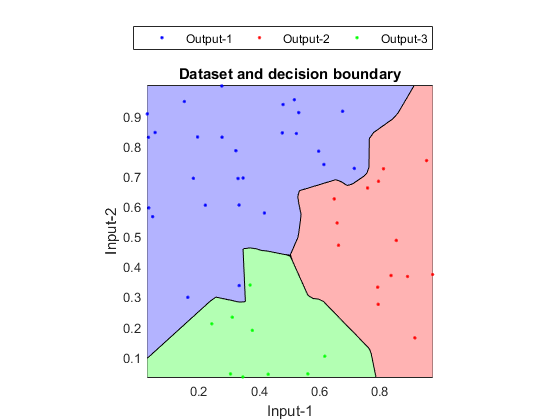 Output-1 Output-2 Output-3
Dataset and decision boundary
0.9
0.8
0.7
0.6
0.5
0.4
0.3
0.2
0.1
Input-2
0.2 0.4 0.6 0.8
Input-1